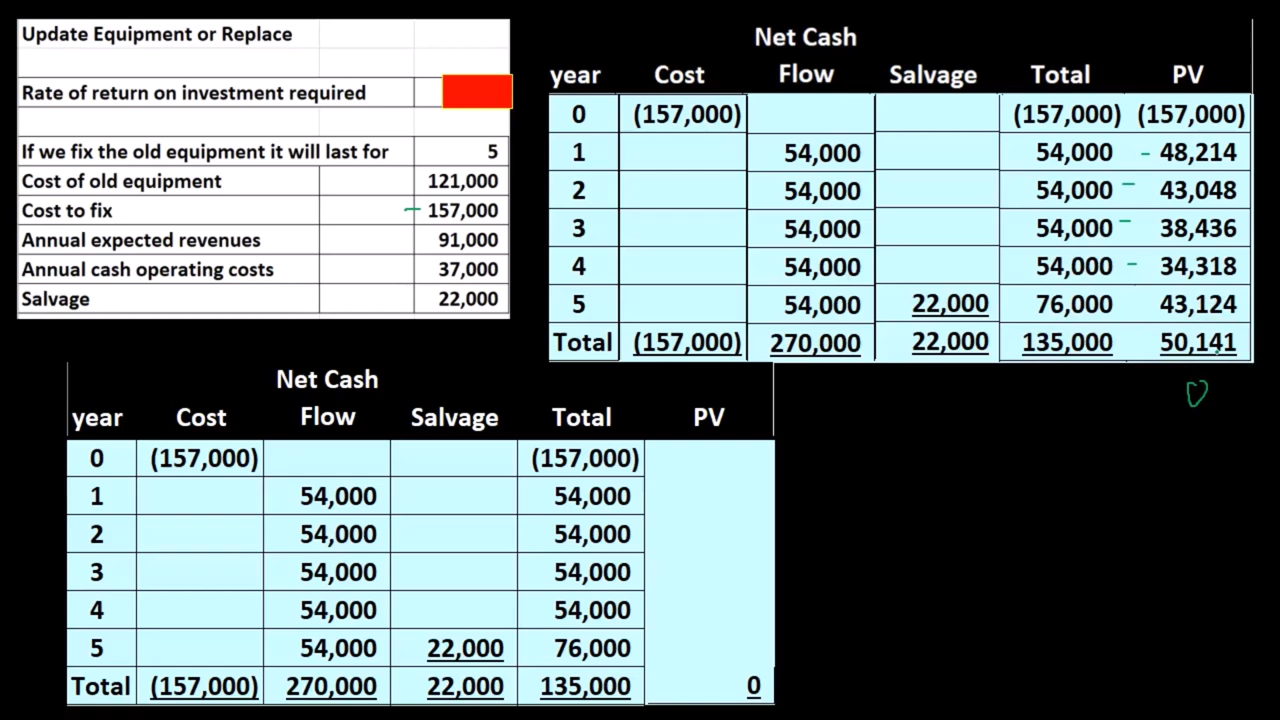 Update Equipment or Replace
Rate of return on investment required
If we fix the old equipment it will last for 5
Cost of old equipment 121,000
Cost to fix 157,000
Annual expected revenues 91,000
Annual cash operating costs 37,000
Salvage 22,000
Net Cash
year Cost Flow Salvage Total PV
0 (157,000) (157,000) (157,000)
1 54,000 54,000 48,214
2 54,000 54,000 43,048
3 54,000 54,000 38,436
4 54,000 54,000 34,318
5 54,000 22,000 76,000 43,124
Total (157,000) 270,000 22,000 135,000 50,141
Net Cash
year Cost Flow Salvage Total PV
0 (157,000) (157,000)
1 54,000 54,000
2 54,000 54,000
3 54,000 54,000
4 54,000 54,000
5 54,000 22,000 76,000
Total (157,000) 270,000 22,000 135,000 0